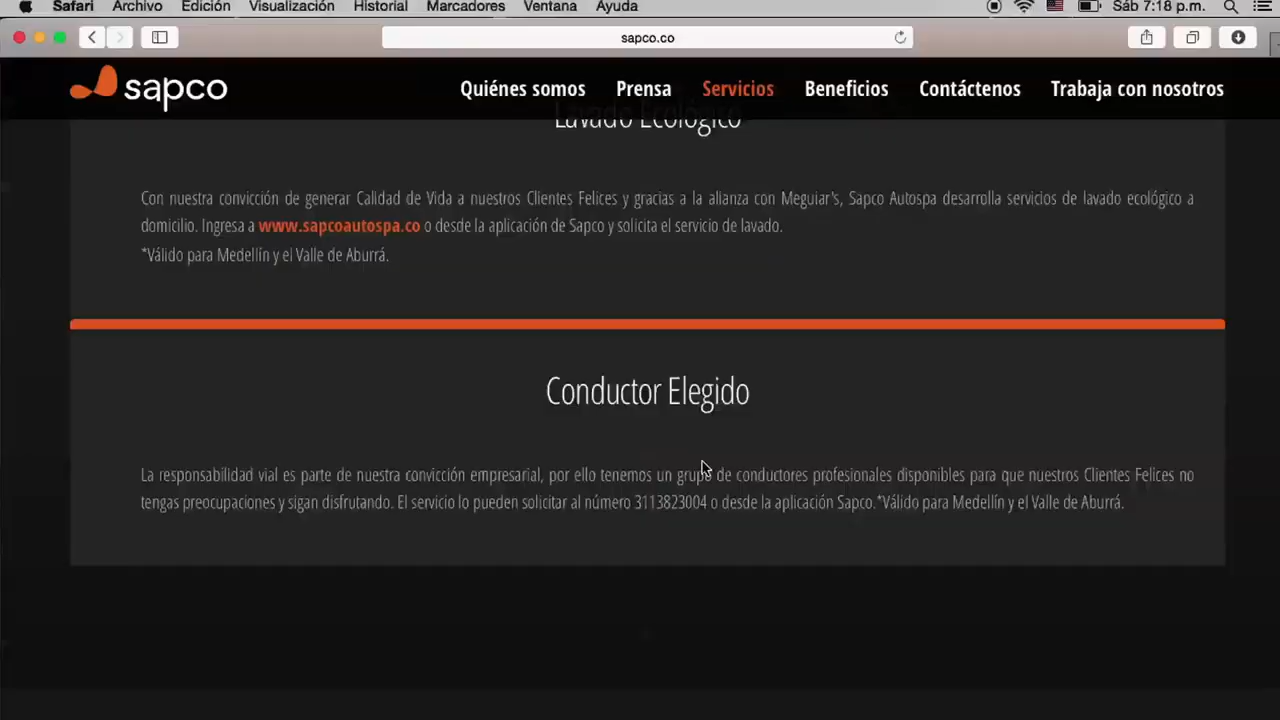 Safari Archivo Edición Visualización Historial Marcadores Ventana Ayuda Sáb 7:18 p.m.
sapco.co
sapco Quiénes somos Prensa Servicios Beneficios Contáctenos Trabaja con nosotros
Lavado Ecológico
Con nuestra convicción de generar Calidad de Vida a nuestros Clientes Felices y gracias a la alianza con Meguiar's, Sapco Autospa desarrolla servicios de lavado ecológico a
domicilio. Ingresa a www.sapcoautospa.co o desde la aplicación de Sapco y solicita el servicio de lavado.
*Válido para Medellín y el Valle de Aburrá.
Conductor Elegido
La responsabilidad vial es parte de nuestra convicción empresarial, por ello tenemos un grupo de conductores profesionales disponibles para que nuestros Clientes Felices no
tengas preocupaciones y sigan disfrutando. El servicio lo pueden solicitar al número 3113823004 o desde la aplicación Sapco.*Válido para Medellín y el Valle de Aburrá.